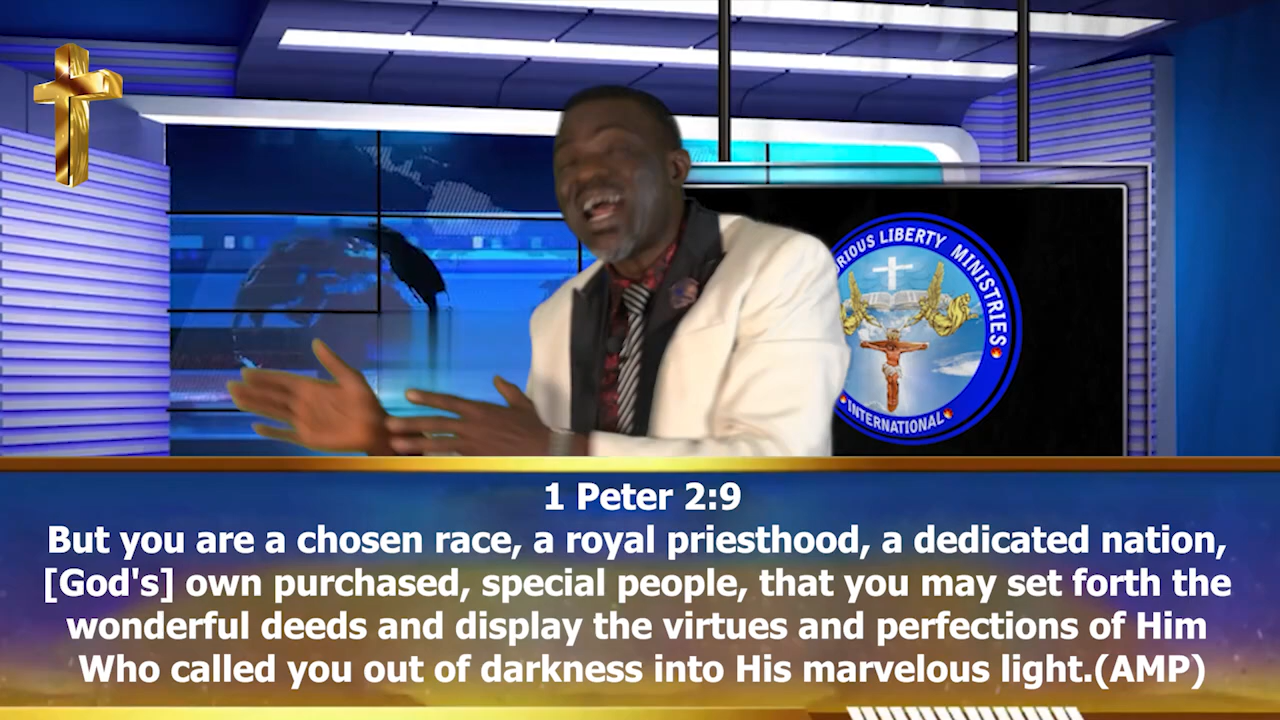 RIOUS LIBERTY MINISTRIES
INTERNATIONAL
1 Peter 2:9
But you are a chosen race, a royal priesthood, a dedicated nation,
[God's] own purchased, special people, that you may set forth the
wonderful deeds and display the virtues and perfections of Him
Who called you out of darkness into His marvelous light.(AMP)